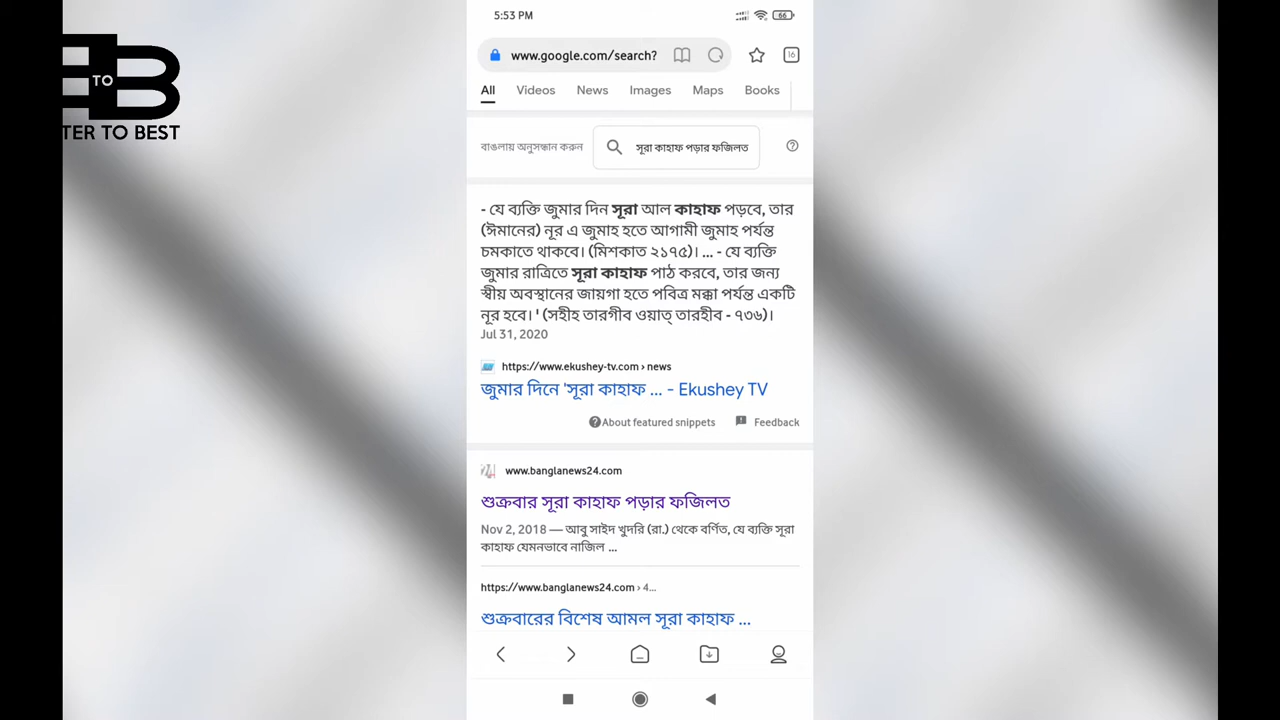 5:53 PM
66
www.google.com/search?
16
All Videos News Images Maps Books
TO
B
TER TO BEST
বাঙলায় অনুসন্ধান করুন
সূরা কাহাফ পড়ার ফজিলত
- যে ব্যক্তি জুমার দিন সূরা আল কাহাফ পড়বে, তার
(ঈমানের) নূর এ জুমাহ হতে আগামী জুমাহ পর্যন্ত
চমকাতে থাকবে। (মিশকাত ২১৭৫)। ... - যে ব্যক্তি
জুমার রাত্রিতে সূরা কাহাফ পাঠ করবে, তার জন্য
স্বীয় অবস্থানের জায়গা হতে পবিত্র মক্কা পর্যন্ত একটি
নূর হবে। ' (সহীহ তারগীব ওয়াত্ তারহীব - ৭৩৬)।
Jul 31, 2020
https://www.ekushey-tv.com › news
জুমার দিনে 'সূরা কাহাফ ... - Ekushey TV
About featured snippets Feedback
www.banglanews24.com
শুক্রবার সূরা কাহাফ পড়ার ফজিলত
Nov 2, 2018 — আবু সাইদ খুদরি (রা.) থেকে বর্ণিত, যে ব্যক্তি সূরা
কাহাফ যেমনভাবে নাজিল ...
https://www.banglanews24.com › 4...
শুক্রবারের বিশেষ আমল সূরা কাহাফ ...